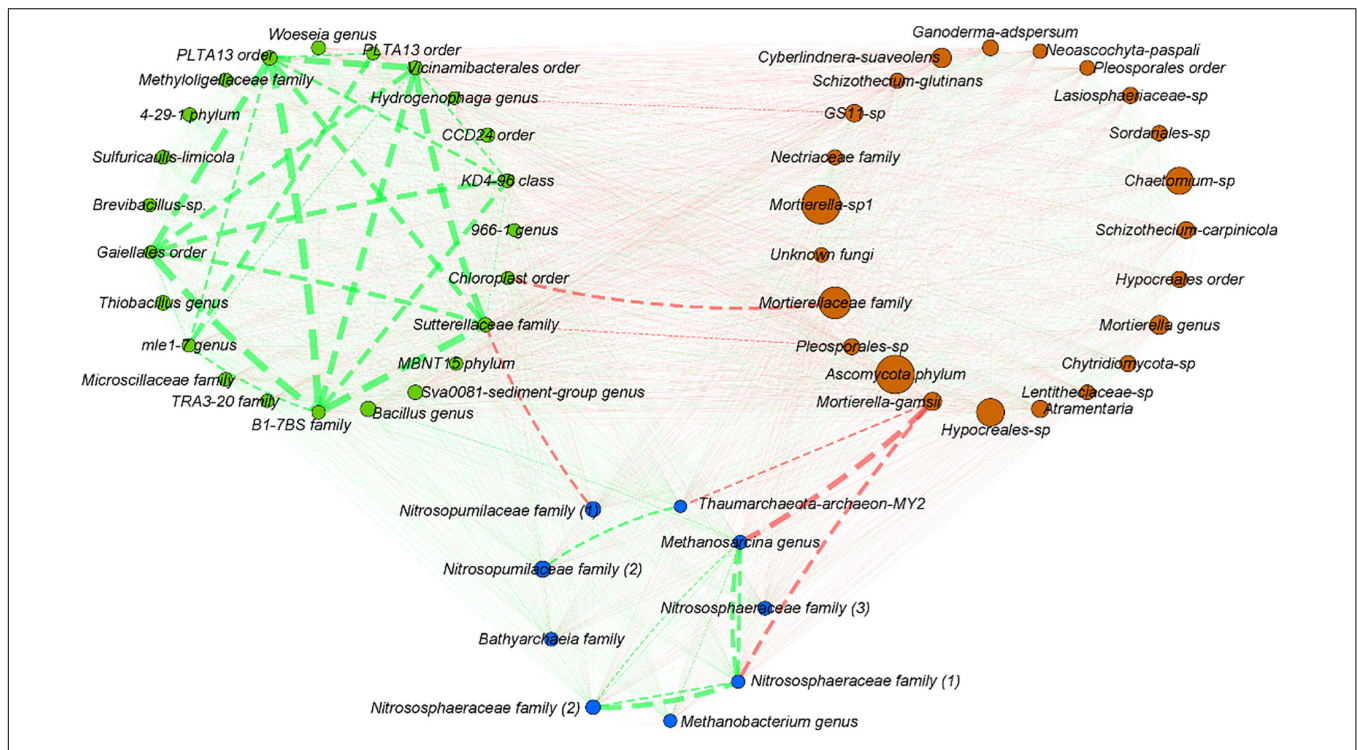 Woeseia genus
PLTA13 order
PLTA13 order
Vicinamibacterales order
Methyloligellaceae family
Hydrogenophaga genus
4-29-1 phylum
CCD24 order
Sulfuricaulis-limicola
KD4-96 class
Brevibacillus-sp.
966-1 genus
Gaiellales order
Chloroplast order
Thiobacillus genus
Sutterellaceae family
mle1-7 genus
MBNT15 phylum
Microscillaceae family
Sva0081-sediment-group genus
TRA3-20 family
Bacillus genus
B1-7BS family
Ganoderma-adspersum
Cyberlindnera-suaveolens
Neoascochyta-paspali
Pleosporales order
Schizothecium-glutinans
Lasiosphaeriaceae-sp
GS11-sp
Sordariales-sp
Nectriaceae family
Chaetomium-sp
Mortierella-sp1
Schizothecium-carpinicola
Unknown fungi
Hypocreales order
Mortierellaceae family
Mortierella genus
Pleosporales-sp
Chytridiomycota-sp
Ascomycota phylum
Lentitheciaceae-sp
Mortierella-gamsii
Atramentaria
Hypocreales-sp
Nitrosopumilaceae family (1)
Thaumarchaeota-archaeon-MY2
Methanosarcina genus
Nitrosopumilaceae family (2)
Nitrososphaeraceae family (3)
Bathyarchaeia family
Nitrososphaeraceae family (1)
Nitrososphaeraceae family (2)
Methanobacterium genus